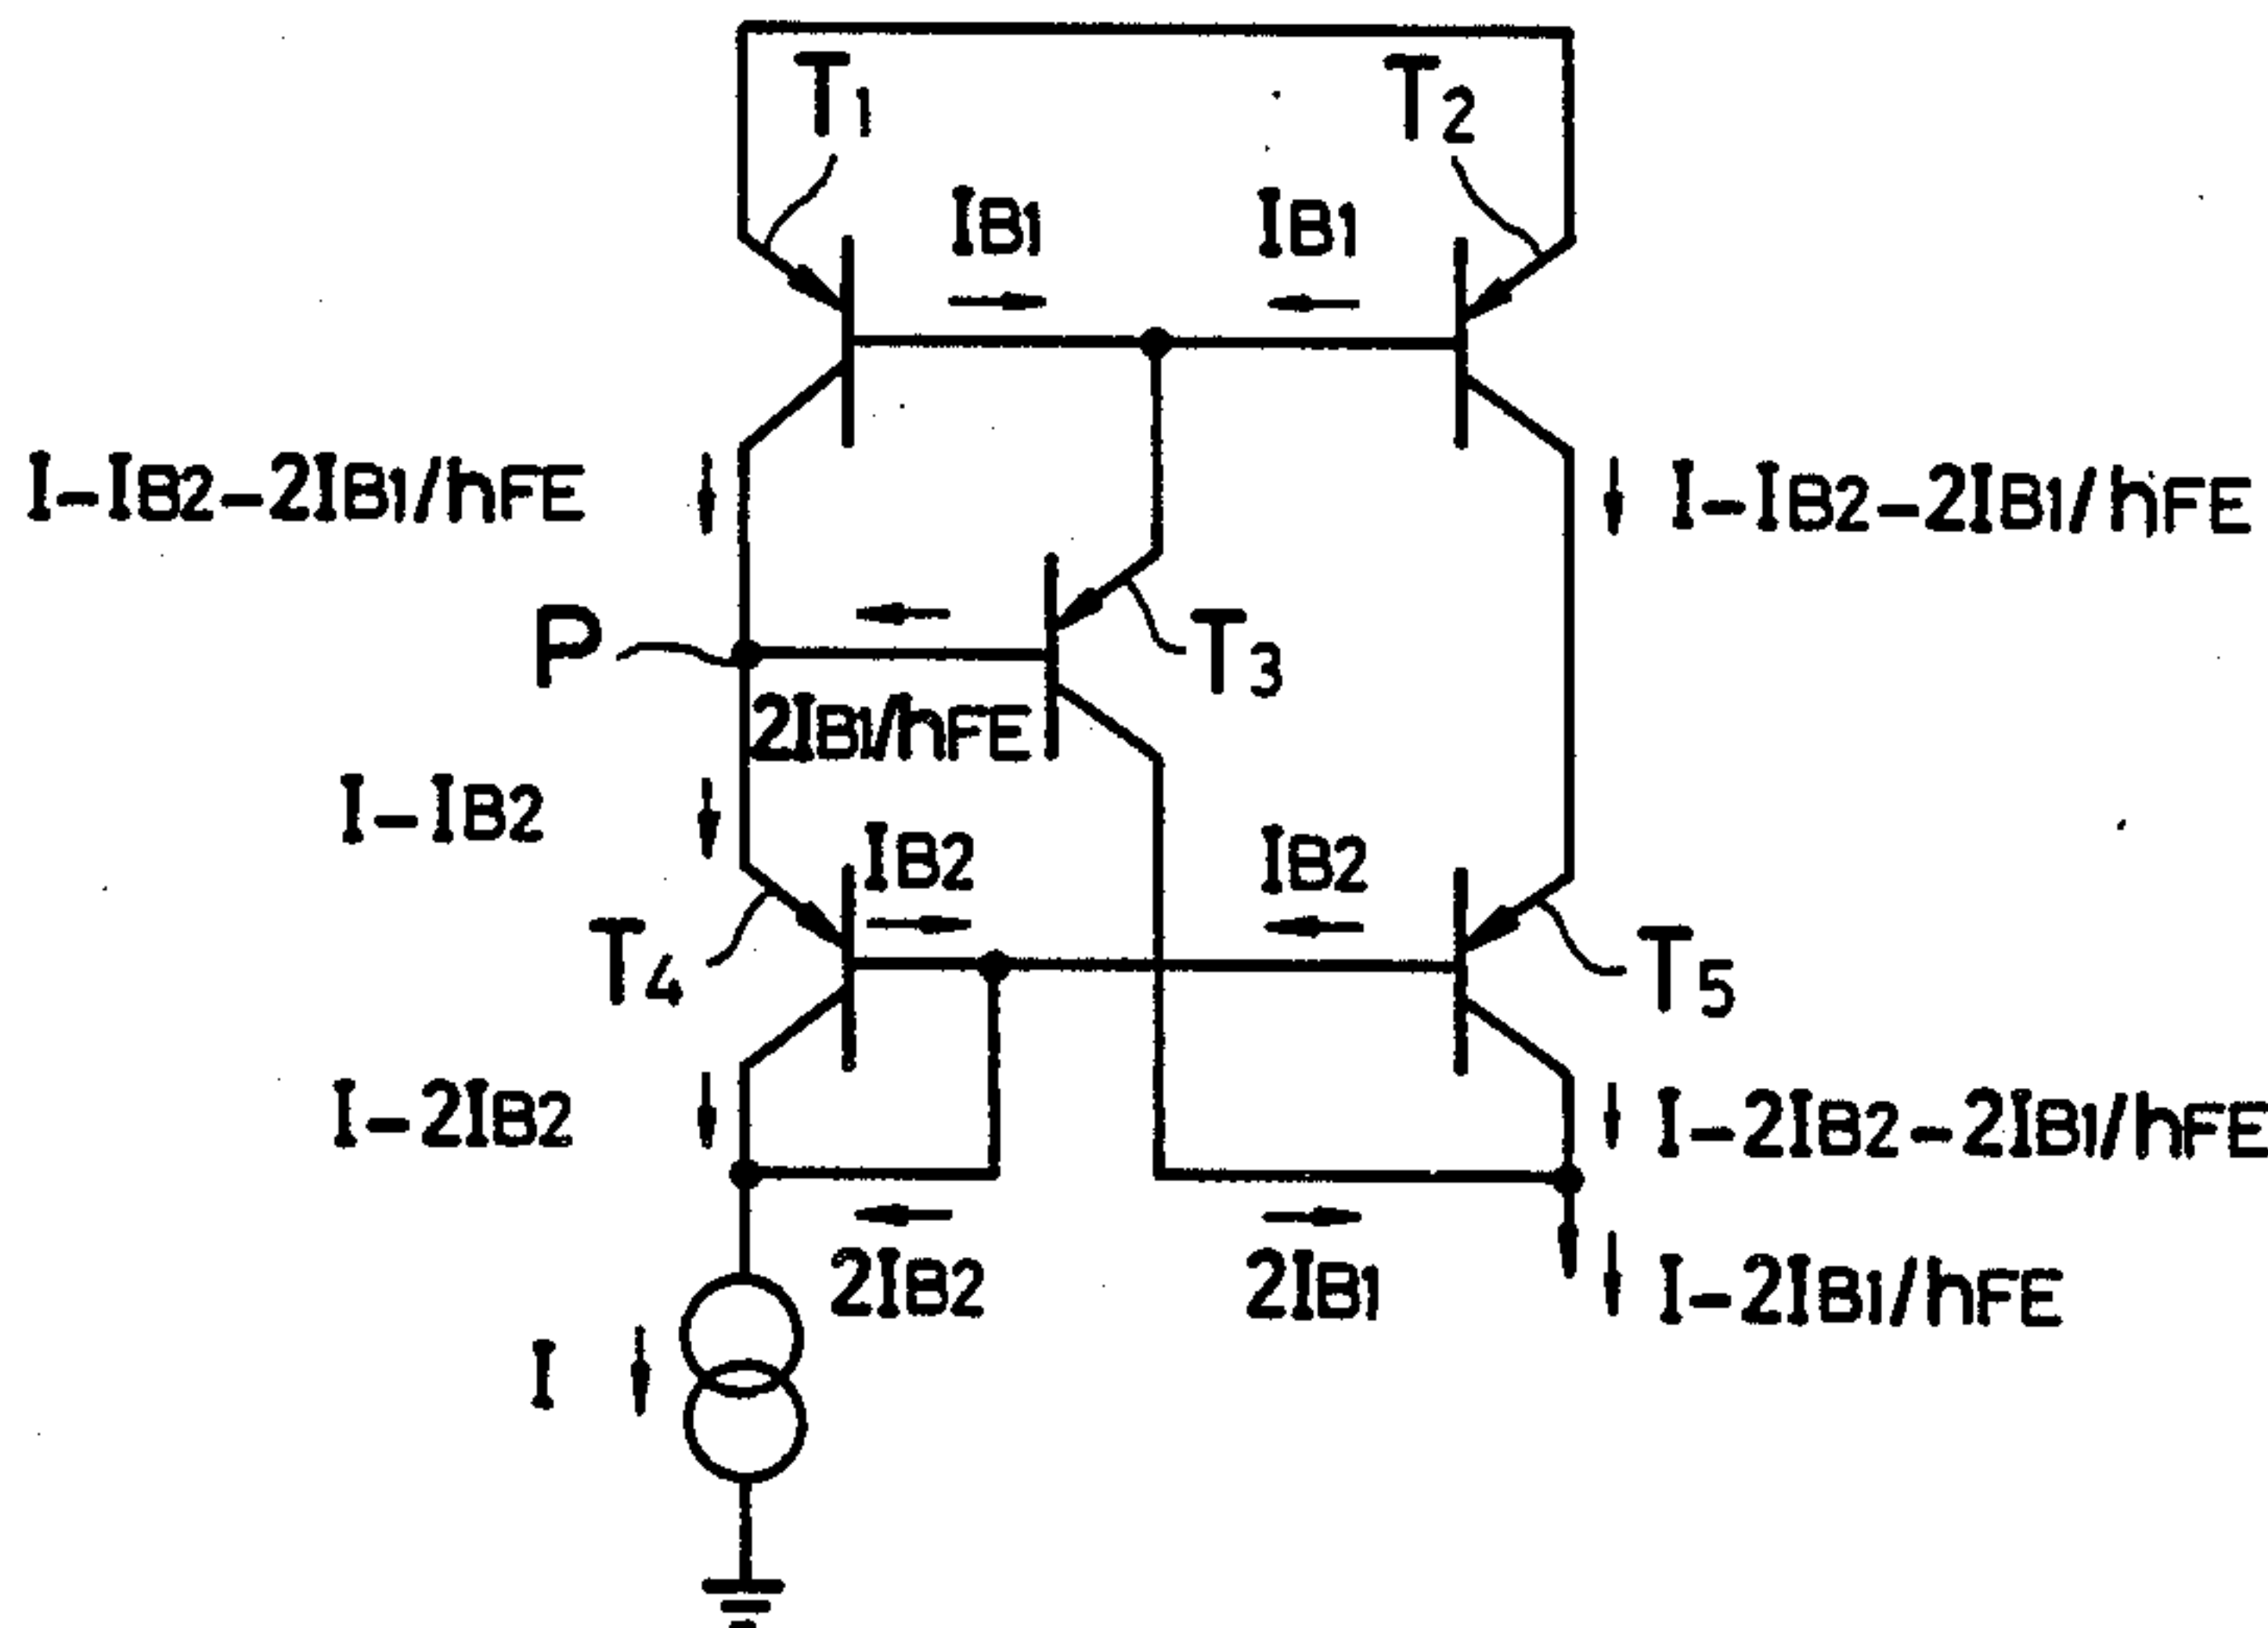 T1
T2
IB1
IB1
I-IB2-2IB1/hFE
I-IB2-2IB1/hFE
P
T3
2IB1/hFE
I-IB2
IB2
IB2
T4
T5
I-2IB2
I-2IB2-2IB1/hFE
2IB2
2IB1
I-2IB1/hFE
I